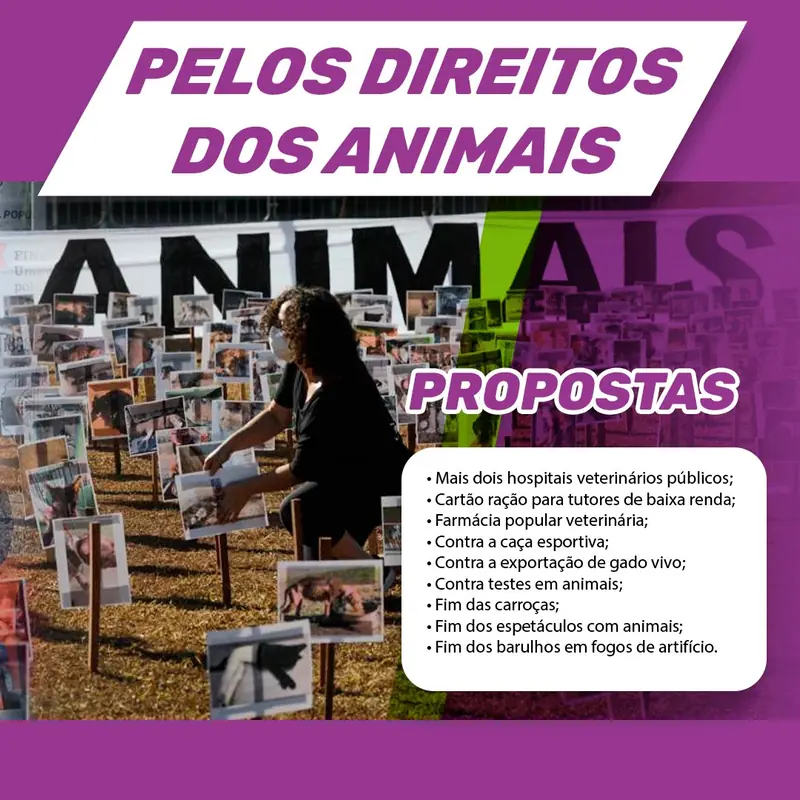 PELOS DIREITOS
DOS ANIMAIS
POPU
ANIMAIS
PROPOSTAS
• Mais dois hospitais veterinários públicos;
• Cartão ração para tutores de baixa renda;
• Farmácia popular veterinária;
• Contra a caça esportiva;
• Contra a exportação de gado vivo;
• Contra testes em animais;
• Fim das carroças;
• Fim dos espetáculos com animais;
• Fim dos barulhos em fogos de artifício.